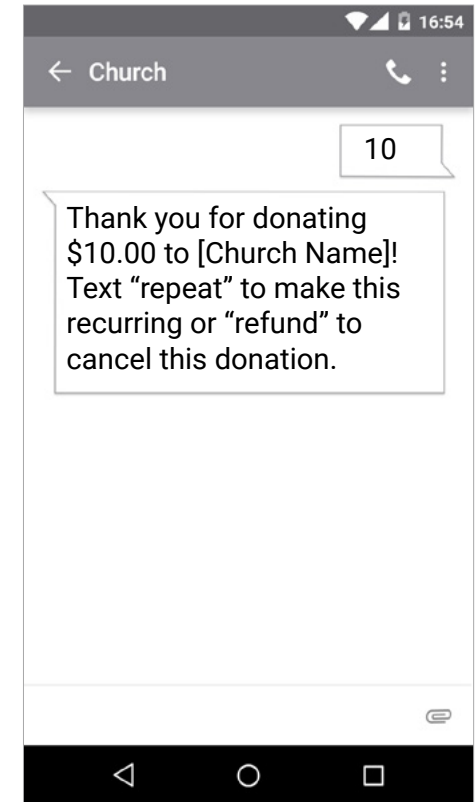 16:54
Church
10
Thank you for donating
$10.00 to [Church Name]!
Text “repeat” to make this
recurring or “refund” to
cancel this donation.